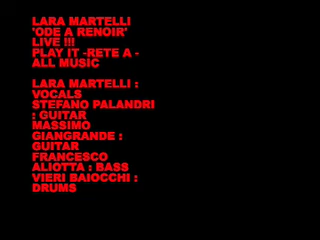 LARA MARTELLI
'ODE A RENOIR'
LIVE !!!
PLAY IT -RETE A -
ALL MUSIC
LARA MARTELLI :
VOCALS
STEFANO PALANDRI
: GUITAR
MASSIMO
GIANGRANDE :
GUITAR
FRANCESCO
ALIOTTA : BASS
VIERI BAIOCCHI :
DRUMS